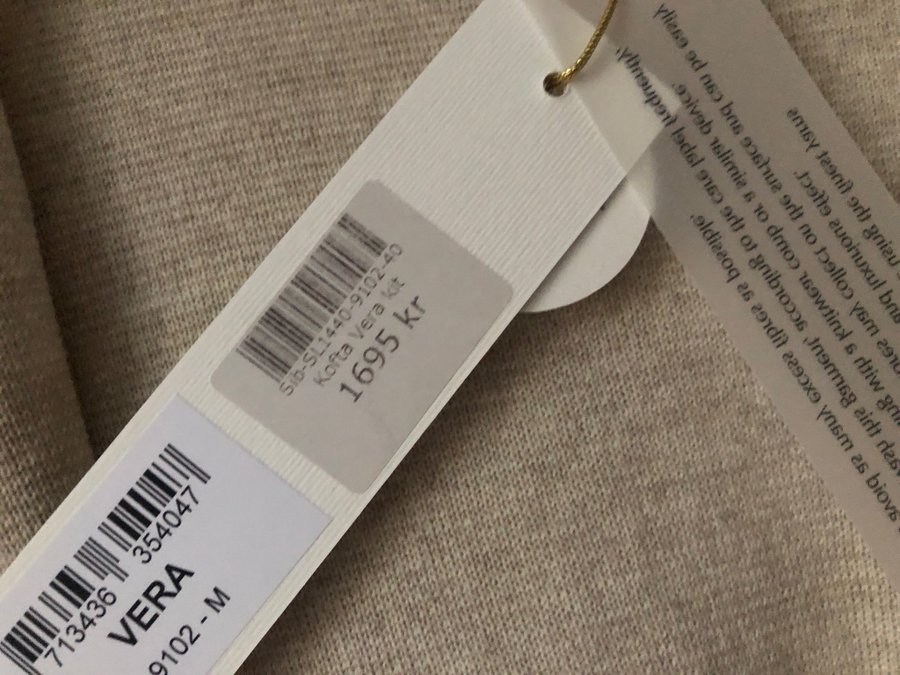 Sib-SL1440-9102-40
Kofta Vera kit
1695 kr
713436 354047
VERA
9102 - M
using the finest yarns
and luxurious effect.
fibres may collect on the surface and can be easily
with a knitwear comb or a similar device.
wash this garment, according to the care label frequently,
avoid as many excess fibres as possible.